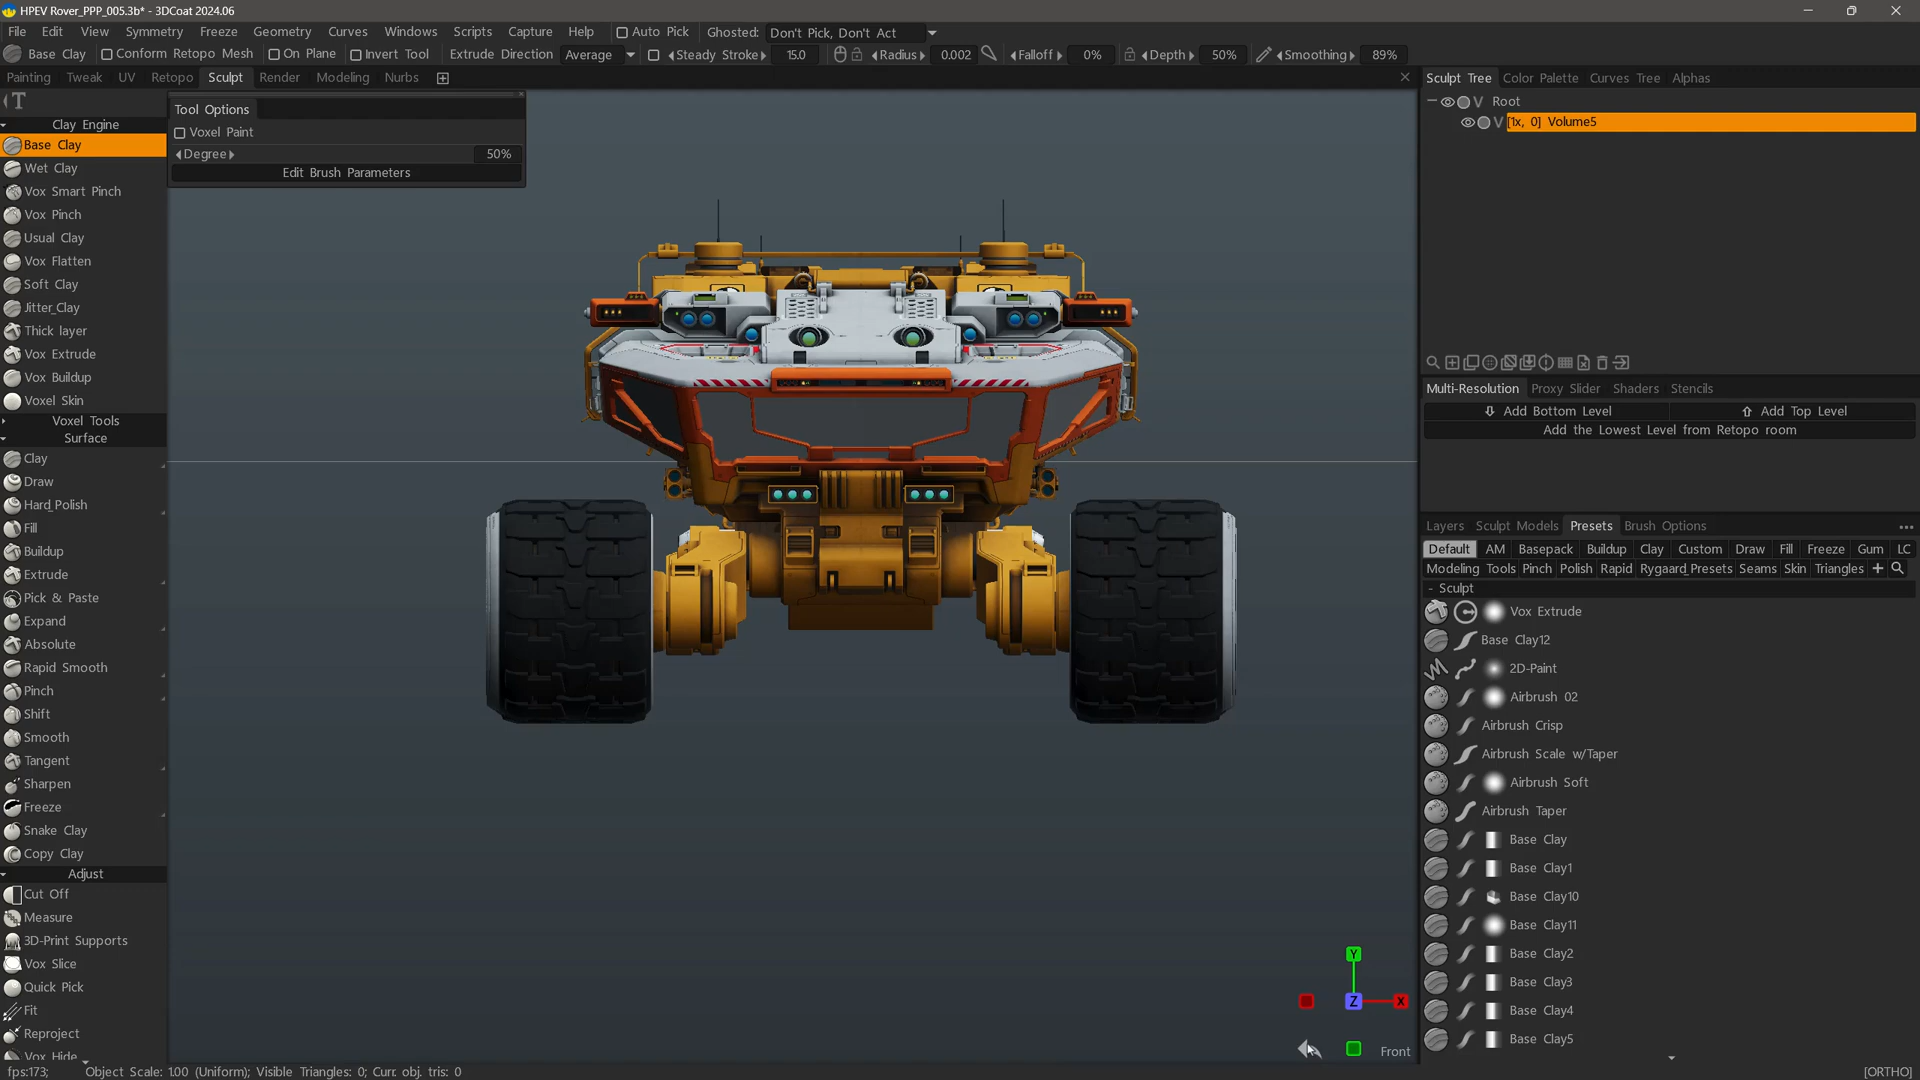 HPEV Rover_PPP_005.3b* - 3DCoat 2024.06
File Edit View Symmetry Freeze Geometry Curves Windows Scripts Capture Help Auto Pick Ghosted: Don't Pick, Don't Act
Base Clay Conform Retopo Mesh On Plane Invert Tool Extrude Direction Average Steady Stroke 15.0 Radius 0.002 Falloff 0% Depth 50% Smoothing 89%
Painting Tweak UV Retopo Sculpt Render Modeling Nurbs
T
Clay Engine
Base Clay
Wet Clay
Vox Smart Pinch
Vox Pinch
Usual Clay
Vox Flatten
Soft Clay
Jitter_Clay
Thick layer
Vox Extrude
Vox Buildup
Voxel Skin
Voxel Tools
Surface
Clay
Draw
Hard_Polish
Fill
Buildup
Extrude
Pick & Paste
Expand
Absolute
Rapid Smooth
Pinch
Shift
Smooth
Tangent
Sharpen
Freeze
Snake Clay
Copy Clay
Adjust
Cut Off
Measure
3D-Print Supports
Vox Slice
Quick Pick
Fit
Reproject
Vox Hide
Tool Options
Voxel Paint
Degree 50%
Edit Brush Parameters
Y
Z X
Front
Sculpt Tree Color Palette Curves Tree Alphas
V Root
V [1x, 0] Volume5
Multi-Resolution Proxy Slider Shaders Stencils
Add Bottom Level Add Top Level
Add the Lowest Level from Retopo room
Layers Sculpt Models Presets Brush Options
Default AM Basepack Buildup Clay Custom Draw Fill Freeze Gum LC
Modeling Tools Pinch Polish Rapid Rygaard_Presets Seams Skin Triangles +
- Sculpt
Vox Extrude
Base Clay12
2D-Paint
Airbrush 02
Airbrush Crisp
Airbrush Scale w/Taper
Airbrush Soft
Airbrush Taper
Base Clay
Base Clay1
Base Clay10
Base Clay11
Base Clay2
Base Clay3
Base Clay4
Base Clay5
fps:173; Object Scale: 1.00 (Uniform); Visible Triangles: 0; Curr. obj. tris: 0 [ORTHO]